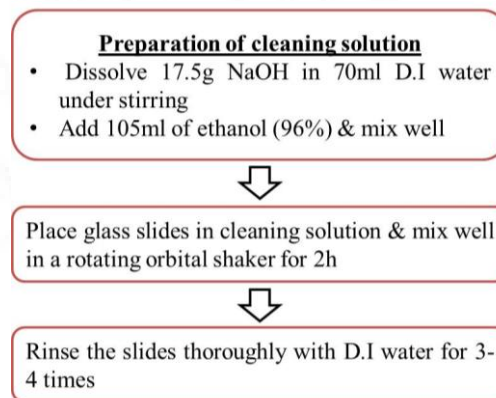 Preparation of cleaning solution
• Dissolve 17.5g NaOH in 70ml D.I water
under stirring
• Add 105ml of ethanol (96%) & mix well
Place glass slides in cleaning solution & mix well
in a rotating orbital shaker for 2h
Rinse the slides thoroughly with D.I water for 3-
4 times